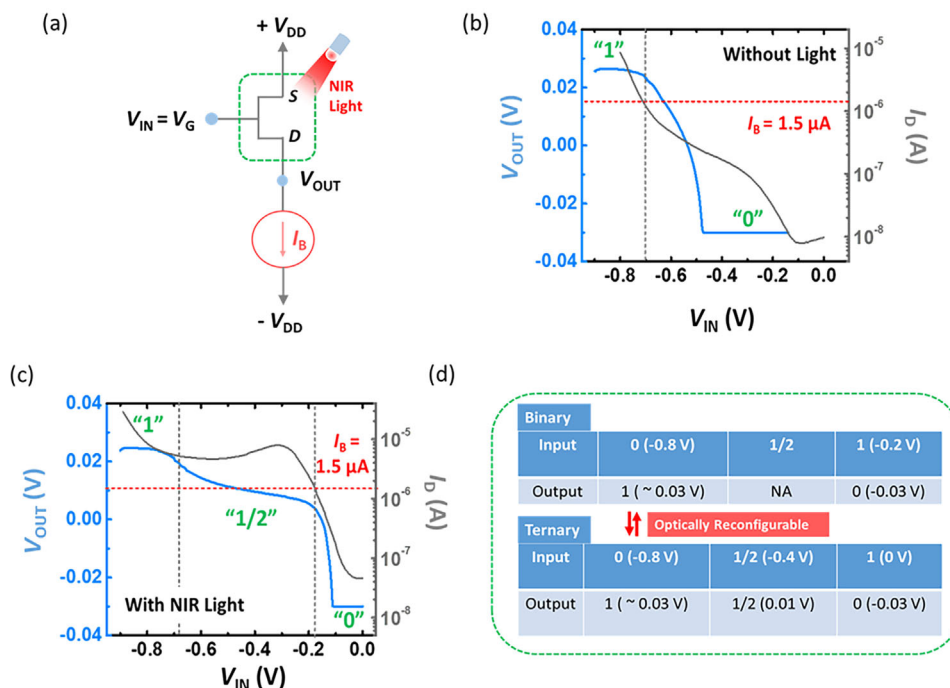 (a)
+ VDD
NIR
Light
S
VIN = VG
D
VOUT
IB
- VDD
(b)
VOUT (V)
0.04
0.02
0.00
-0.02
-0.04
"1"
Without Light
IB = 1.5 µA
"0"
10-5
10-6
10-7
10-8
ID (A)
-0.8 -0.6 -0.4 -0.2 0.0
VIN (V)
(c)
VOUT (V)
0.04
0.02
0.00
-0.02
-0.04
"1"
IB =
1.5 µA
"1/2"
With NIR Light
"0"
10-5
10-6
10-7
10-8
ID (A)
-0.8 -0.6 -0.4 -0.2 0.0
VIN (V)
(d)
Binary
Input 0 (-0.8 V) 1/2 1 (-0.2 V)
Output 1 ( ~ 0.03 V) NA 0 (-0.03 V)
Optically Reconfigurable
Ternary
Input 0 (-0.8 V) 1/2 (-0.4 V) 1 (0 V)
Output 1 ( ~ 0.03 V) 1/2 (0.01 V) 0 (-0.03 V)